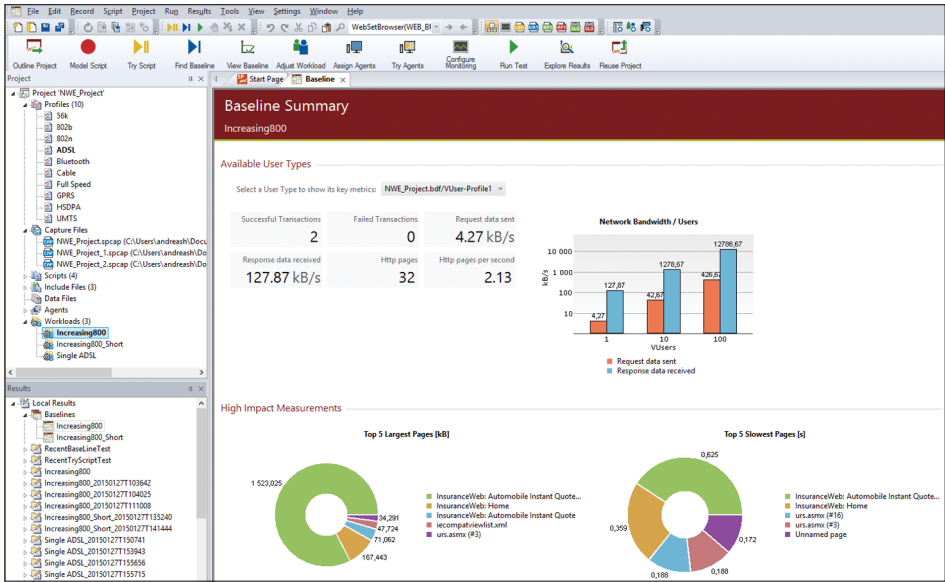 File Edit Record Script Project Run Results Tools View Settings Window Help
WebSetBrowser(WEB_BF
Outline Project Model Script Try Script Find Baseline View Baseline Adjust Workload Assign Agents Try Agents Configure Monitoring Run Test Explore Results Reuse Project
Project
Project 'NWE_Project'
Profiles (10)
56k
802b
802n
ADSL
Bluetooth
Cable
Full Speed
GPRS
HSDPA
UMTS
Capture Files
NWE_Project.spcap (C:\Users\andreash\Docu
NWE_Project_1.spcap (C:\Users\andreash\Do
NWE_Project_2.spcap (C:\Users\andreash\Do
Scripts (4)
Include Files (3)
Data Files
Agents
Workloads (3)
Increasing800
Increasing800_Short
Single ADSL
Results
Local Results
Baselines
Increasing800
Increasing800_Short
RecentBaseLineTest
RecentTryScriptTest
Increasing800
Increasing800_20150127T103642
Increasing800_20150127T104025
Increasing800_20150127T111008
Increasing800_Short_20150127T135240
Increasing800_Short_20150127T141444
Single ADSL_20150127T150741
Single ADSL_20150127T153943
Single ADSL_20150127T155656
Single ADSL_20150127T155715
Start Page Baseline
Baseline Summary
Increasing800
Available User Types
Select a User Type to show its key metrics: NWE_Project.bdf/VUser-Profile1
Successful Transactions Failed Transactions Request data sent
2 0 4.27 kB/s
Response data received Http pages Http pages per second
127.87 kB/s 32 2.13
Network Bandwidth / Users
kB/s
10 000
1 000
100
10
4,27
127,87
42,67
1278,67
426,67
12786,67
1 10 100
VUsers
Request data sent
Response data received
High Impact Measurements
Top 5 Largest Pages [kB]
1 523,025
34,291
47,724
71,062
167,443
InsuranceWeb: Automobile Instant Quote...
InsuranceWeb: Home
InsuranceWeb: Automobile Instant Quote
iecompatviewlist.xml
urs.asmx (#3)
Top 5 Slowest Pages [s]
0,625
0,359
0,172
0,188
0,188
InsuranceWeb: Automobile Instant Quote...
InsuranceWeb: Home
urs.asmx (#16)
urs.asmx (#3)
Unnamed page